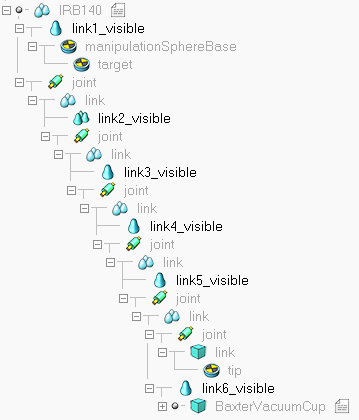 IRB140
link1_visible
manipulationSphereBase
target
joint
link
link2_visible
joint
link
link3_visible
joint
link
link4_visible
joint
link
link5_visible
joint
link
joint
link
tip
link6_visible
BaxterVacuumCup